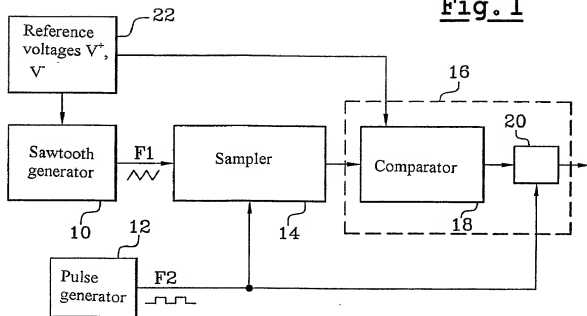 Fig. 1
22
Reference
voltages V+,
V-
16
20
Sawtooth
generator
F1
Sampler
Comparator
10
14
18
12
Pulse
generator
F2